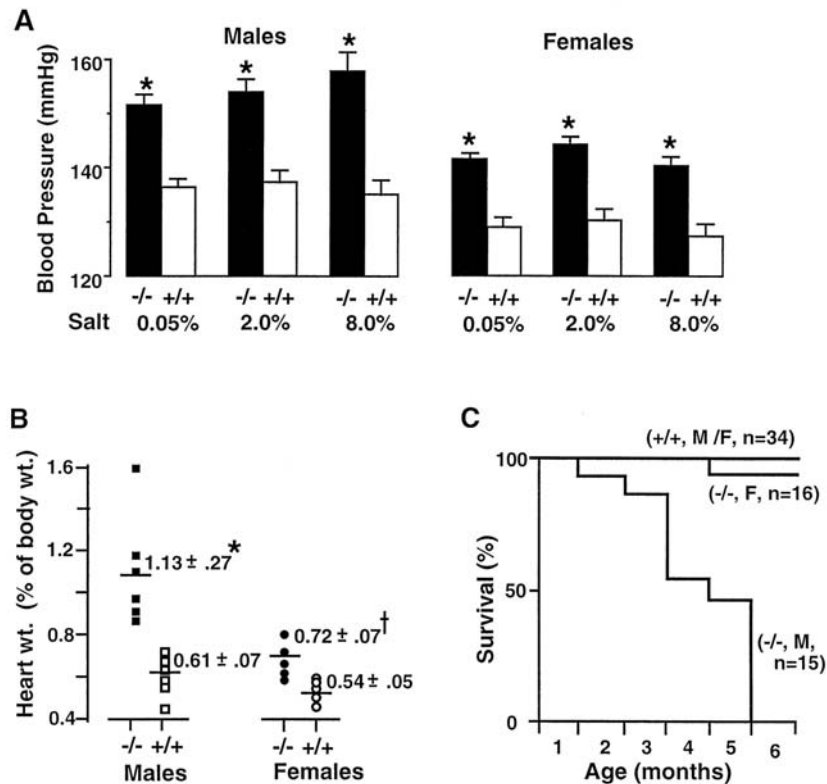 A
Males
Females
Blood Pressure (mmHg)
160
140
120
* * * * * *
-/- +/+ -/- +/+ -/- +/+ -/- +/+ -/- +/+ -/- +/+
Salt 0.05% 2.0% 8.0% 0.05% 2.0% 8.0%
B
Heart wt. (% of body wt.)
1.6
1.2
0.8
0.4
1.13 ± .27*
0.61 ± .07
0.72 ± .07†
0.54 ± .05
-/- +/+ -/- +/+
Males Females
C
Survival (%)
100
50
0
(+/+, M /F, n=34)
(-/-, F, n=16)
(-/-, M,
n=15)
1 2 3 4 5 6
Age (months)